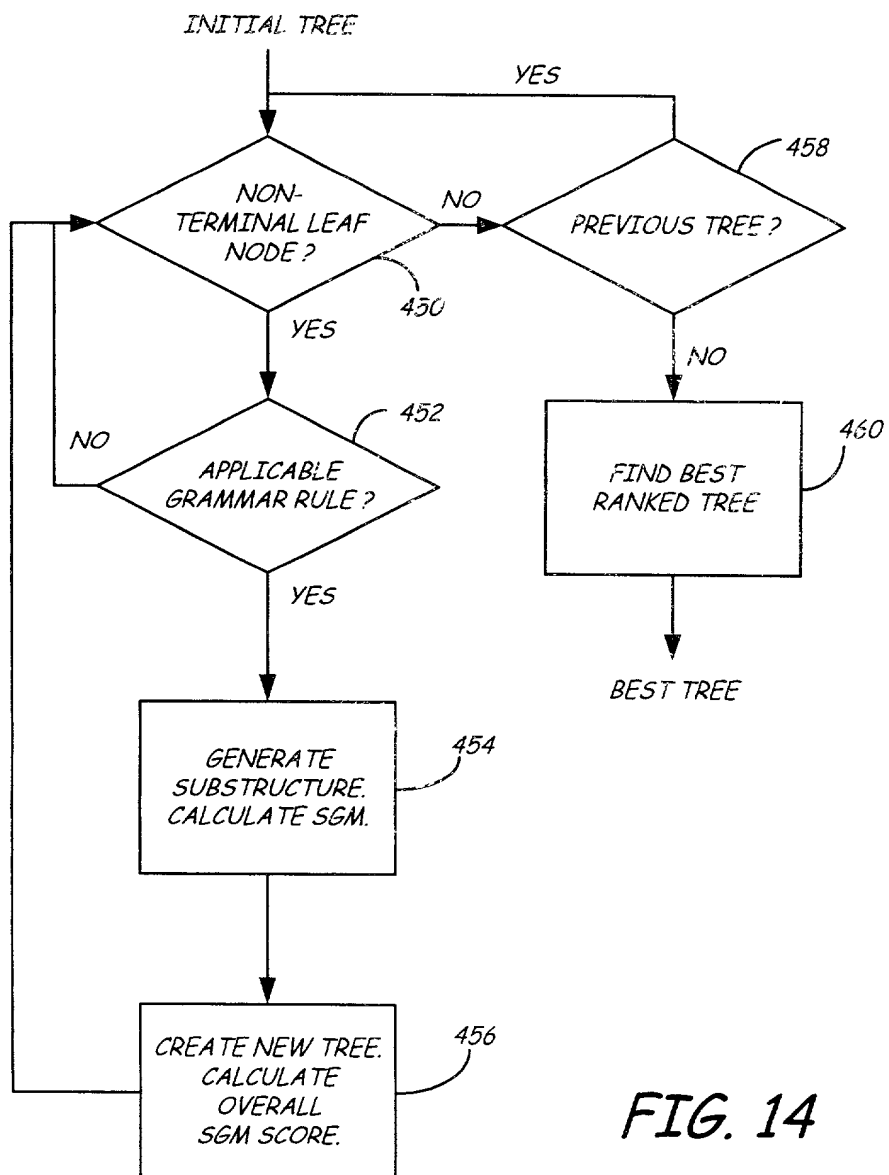 INITIAL TREE
YES
458
NON-
TERMINAL LEAF
NODE?
NO
PREVIOUS TREE?
450
YES
NO
452
NO
APPLICABLE
GRAMMAR RULE?
460
FIND BEST
RANKED TREE
YES
BEST TREE
454
GENERATE
SUBSTRUCTURE.
CALCULATE SGM.
456
CREATE NEW TREE.
CALCULATE
OVERALL
SGM SCORE.
FIG. 14